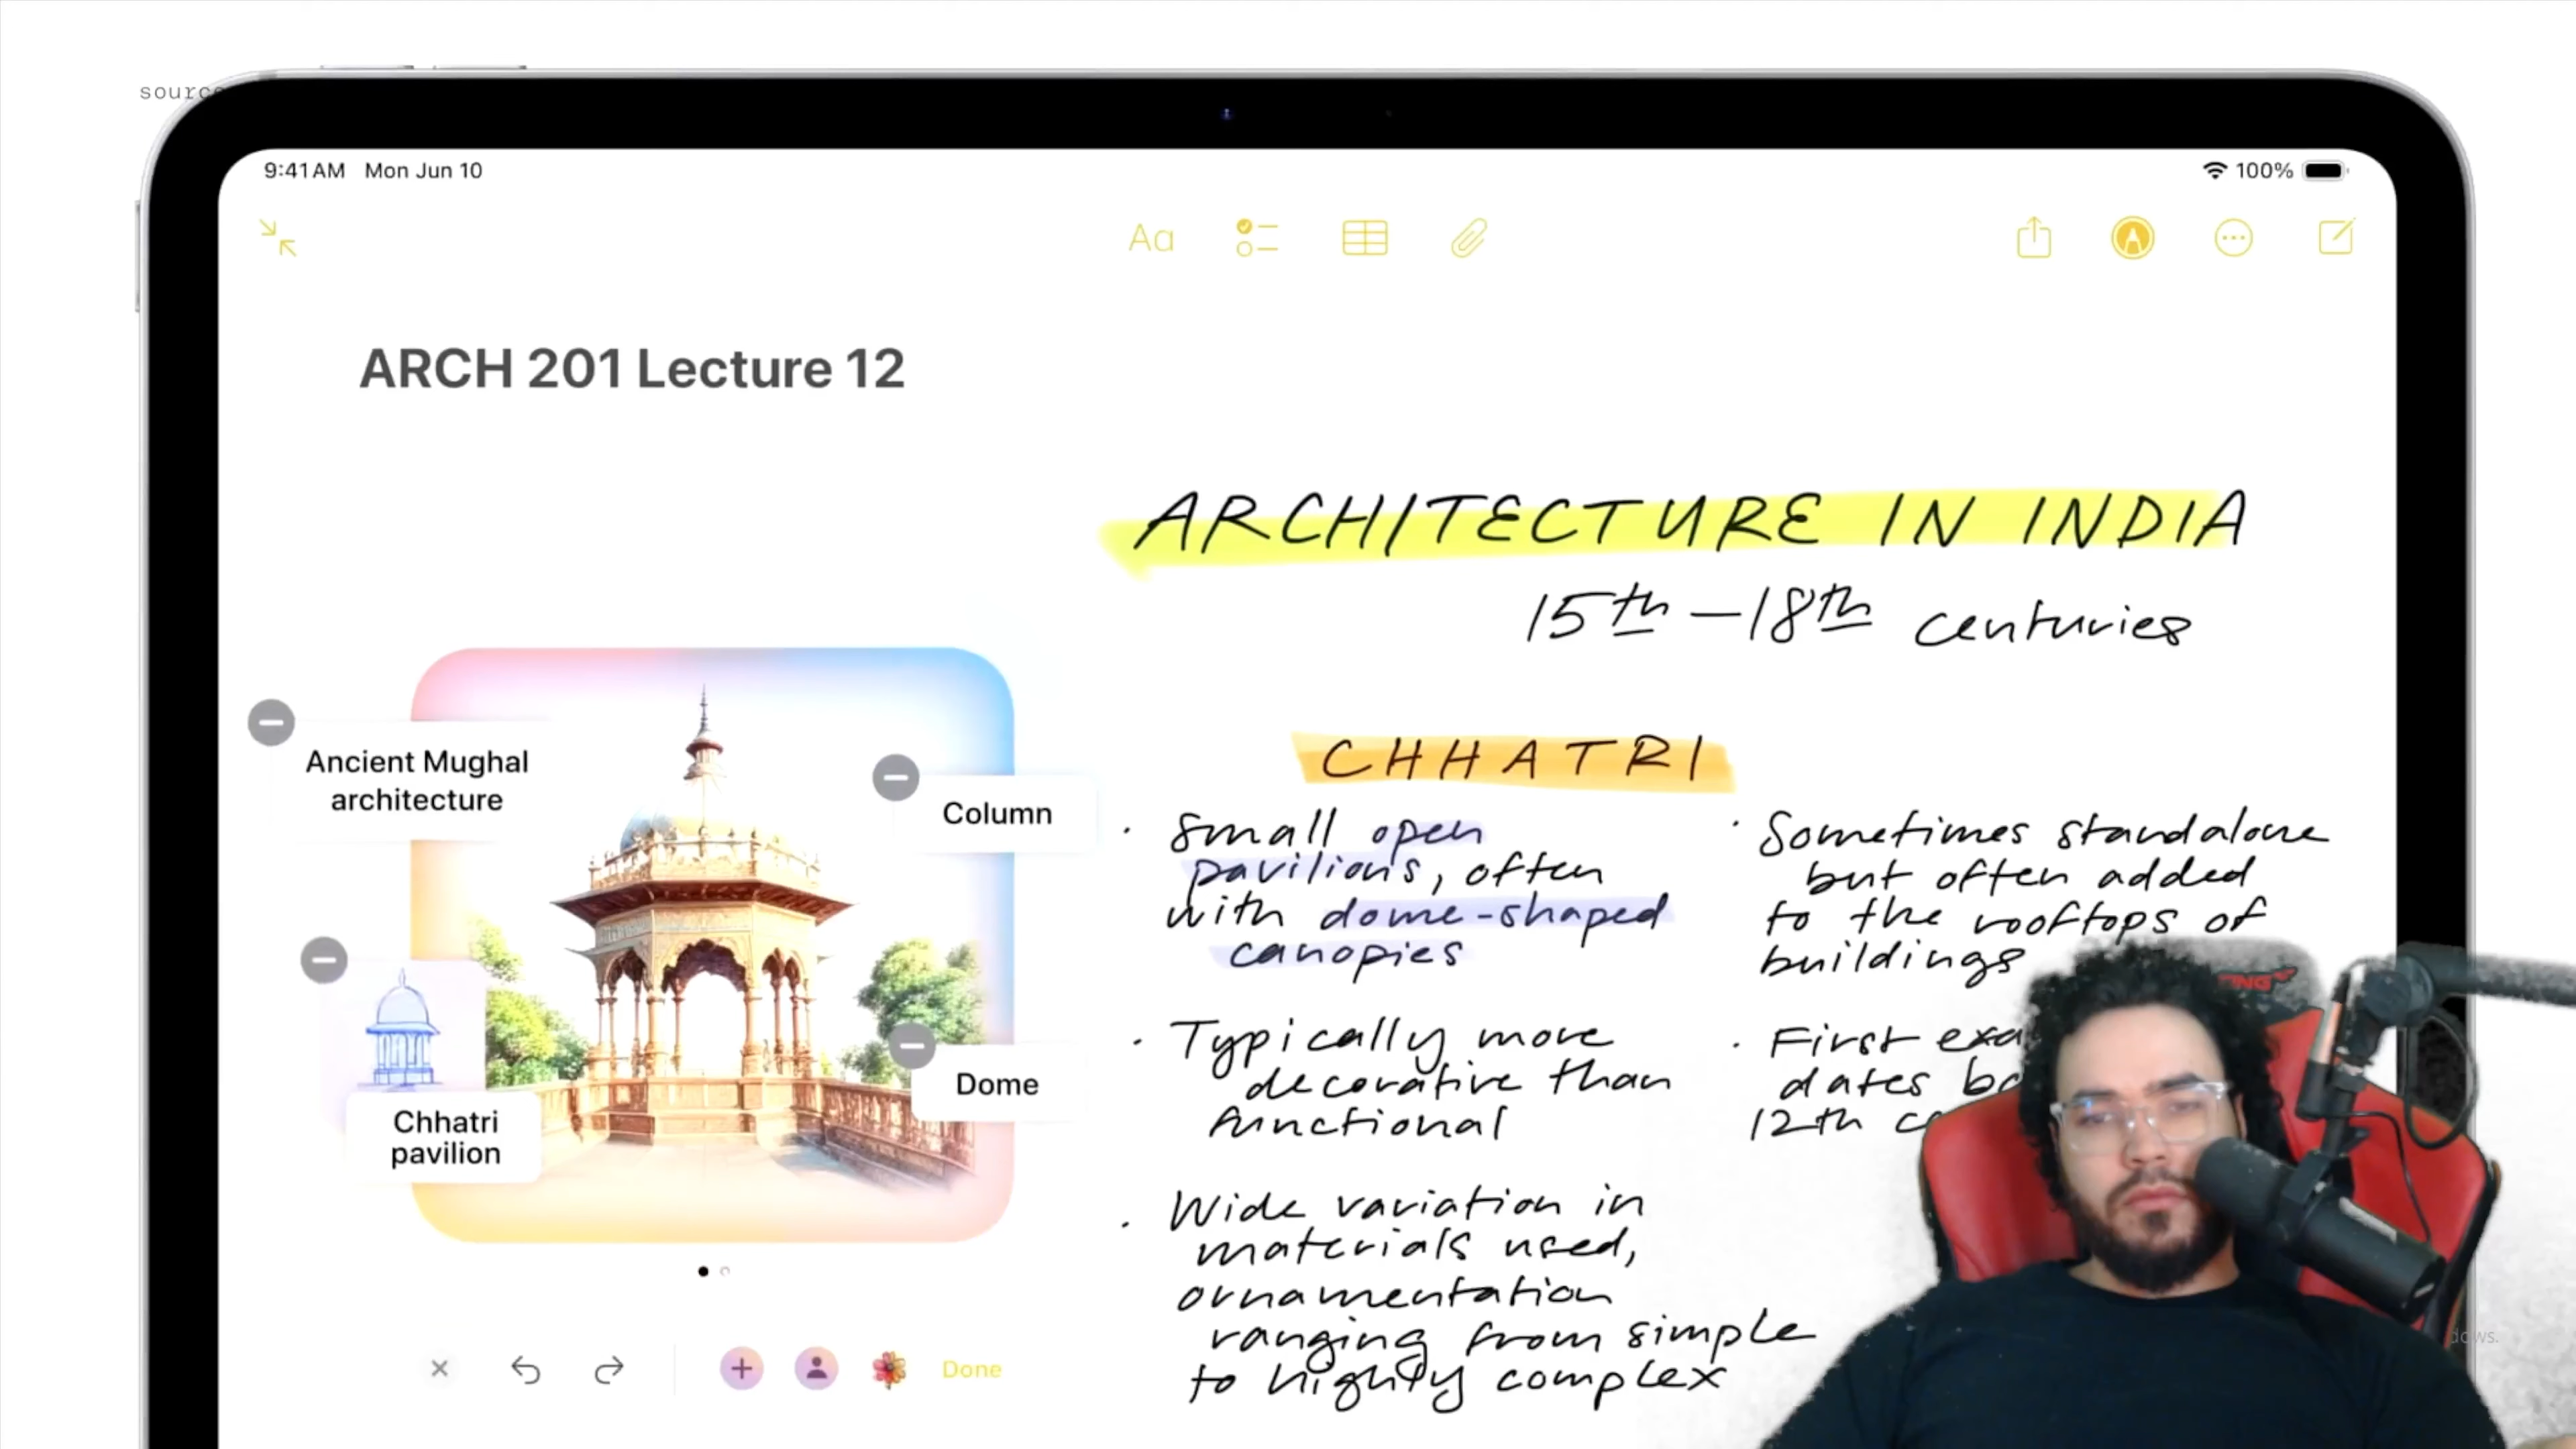 9:41 AM Mon Jun 10
100%
Aa
ARCH 201 Lecture 12
ARCHITECTURE IN INDIA
15th – 18th centuries
Ancient Mughal
architecture
Column
Chhatri
pavilion
Dome
Done
CHHATRI
· Small open
pavilions, often
with dome-shaped
canopies
· Typically more
decorative than
functional
· Wide variation in
materials used,
ornamentation
ranging from simple
to highly complex
· Sometimes standalone
but often added
to the rooftops of
buildings
· First
dates
12th